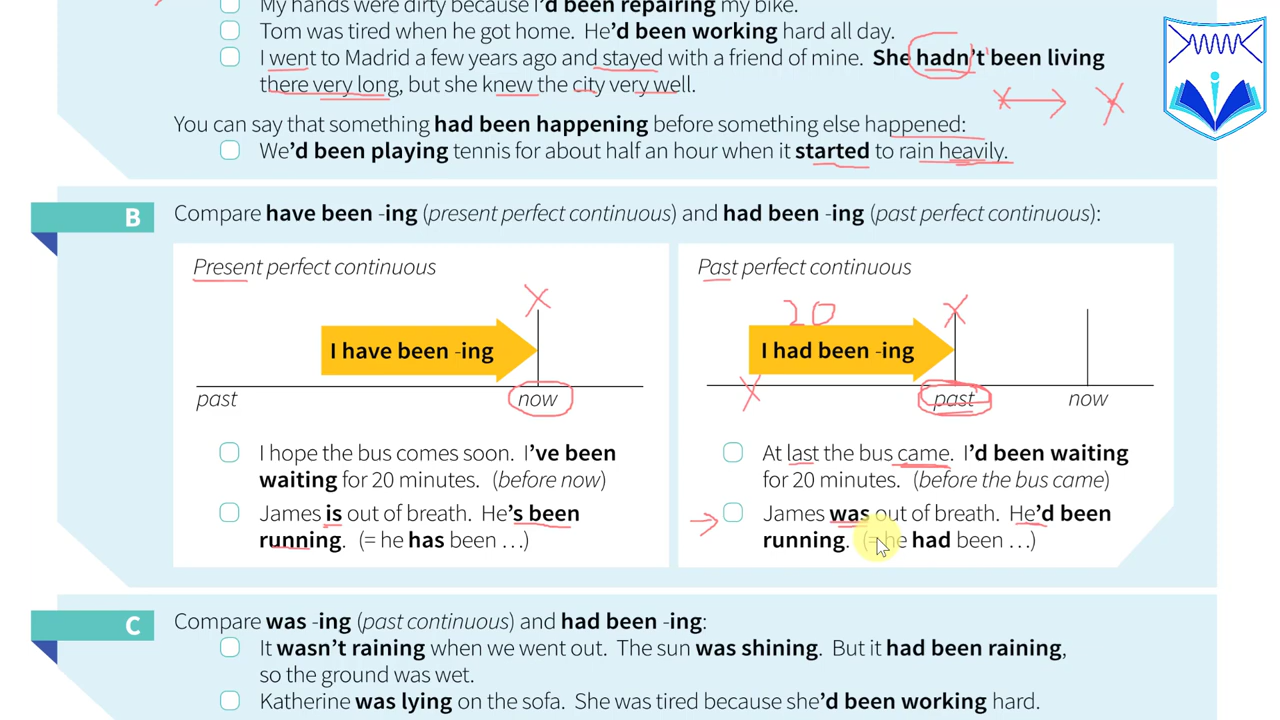 My hands were dirty because I'd been repairing my bike.
Tom was tired when he got home. He'd been working hard all day.
I went to Madrid a few years ago and stayed with a friend of mine. She hadn't been living
there very long, but she knew the city very well.
You can say that something had been happening before something else happened:
We'd been playing tennis for about half an hour when it started to rain heavily.
B
Compare have been -ing (present perfect continuous) and had been -ing (past perfect continuous):
Present perfect continuous
I have been -ing
past
now
I hope the bus comes soon. I've been
waiting for 20 minutes. (before now)
James is out of breath. He's been
running. (= he has been …)
Past perfect continuous
20
I had been -ing
past
now
At last the bus came. I'd been waiting
for 20 minutes. (before the bus came)
James was out of breath. He'd been
running. (= he had been …)
C
Compare was -ing (past continuous) and had been -ing:
It wasn't raining when we went out. The sun was shining. But it had been raining,
so the ground was wet.
Katherine was lying on the sofa. She was tired because she'd been working hard.